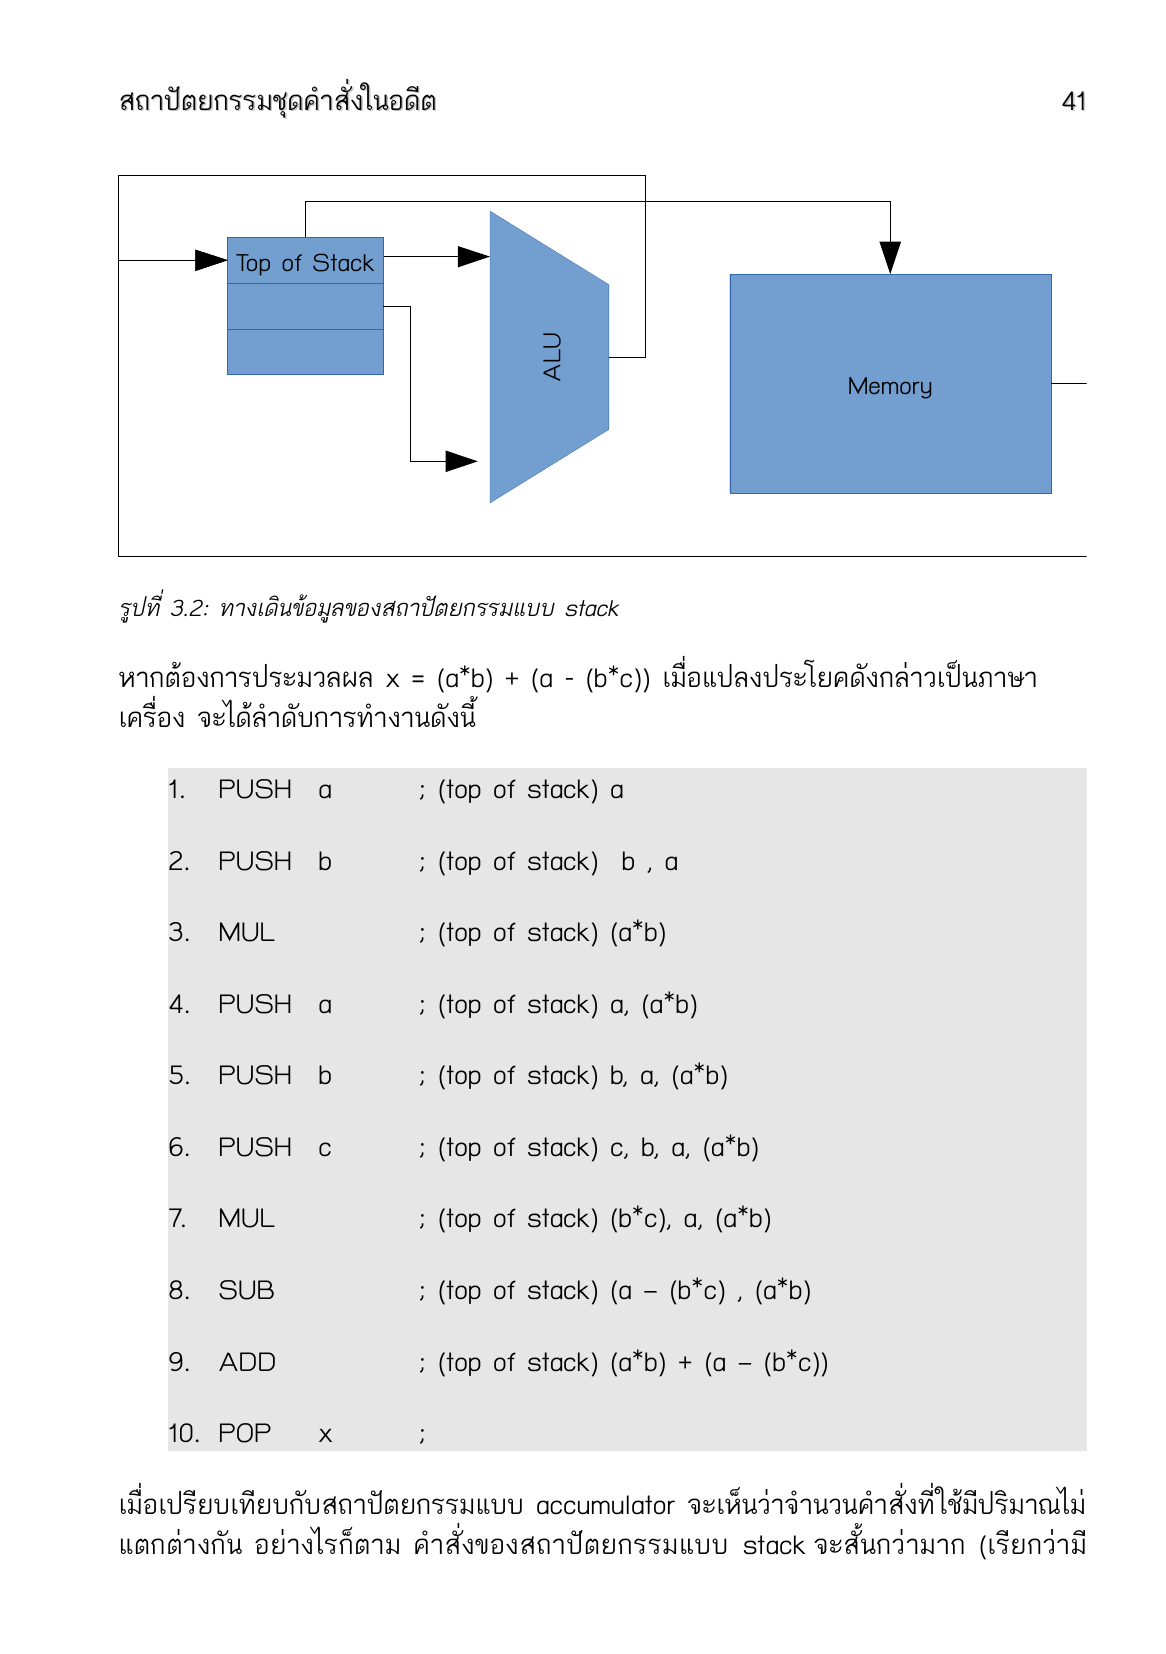 สถาปัตยกรรมชุดคำสั่งในอดีต 41
Top of Stack
ALU
Memory
รูปที่ 3.2: ทางเดินข้อมูลของสถาปัตยกรรมแบบ stack
หากต้องการประมวลผล x = (a*b) + (a - (b*c)) เมื่อแปลงประโยคดังกล่าวเป็นภาษา
เครื่อง จะได้ลำดับการทำงานดังนี้
1. PUSH a ; (top of stack) a
2. PUSH b ; (top of stack) b , a
3. MUL ; (top of stack) (a*b)
4. PUSH a ; (top of stack) a, (a*b)
5. PUSH b ; (top of stack) b, a, (a*b)
6. PUSH c ; (top of stack) c, b, a, (a*b)
7. MUL ; (top of stack) (b*c), a, (a*b)
8. SUB ; (top of stack) (a – (b*c) , (a*b)
9. ADD ; (top of stack) (a*b) + (a – (b*c))
10. POP x ;
เมื่อเปรียบเทียบกับสถาปัตยกรรมแบบ accumulator จะเห็นว่าจำนวนคำสั่งที่ใช้มีปริมาณไม่
แตกต่างกัน อย่างไรก็ตาม คำสั่งของสถาปัตยกรรมแบบ stack จะสั้นกว่ามาก (เรียกว่ามี